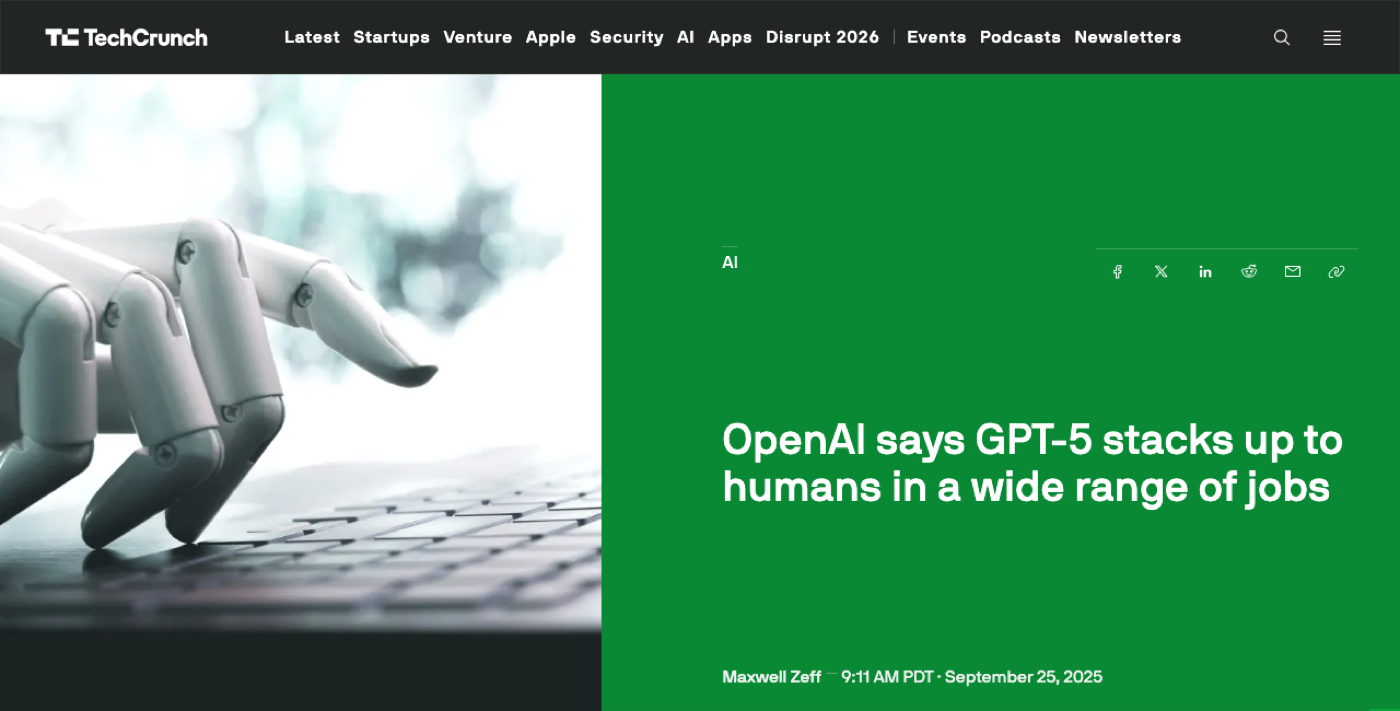 TechCrunch
Latest Startups Venture Apple Security AI Apps Disrupt 2026 | Events Podcasts Newsletters
AI
OpenAI says GPT-5 stacks up to
humans in a wide range of jobs
Maxwell Zeff — 9:11 AM PDT · September 25, 2025